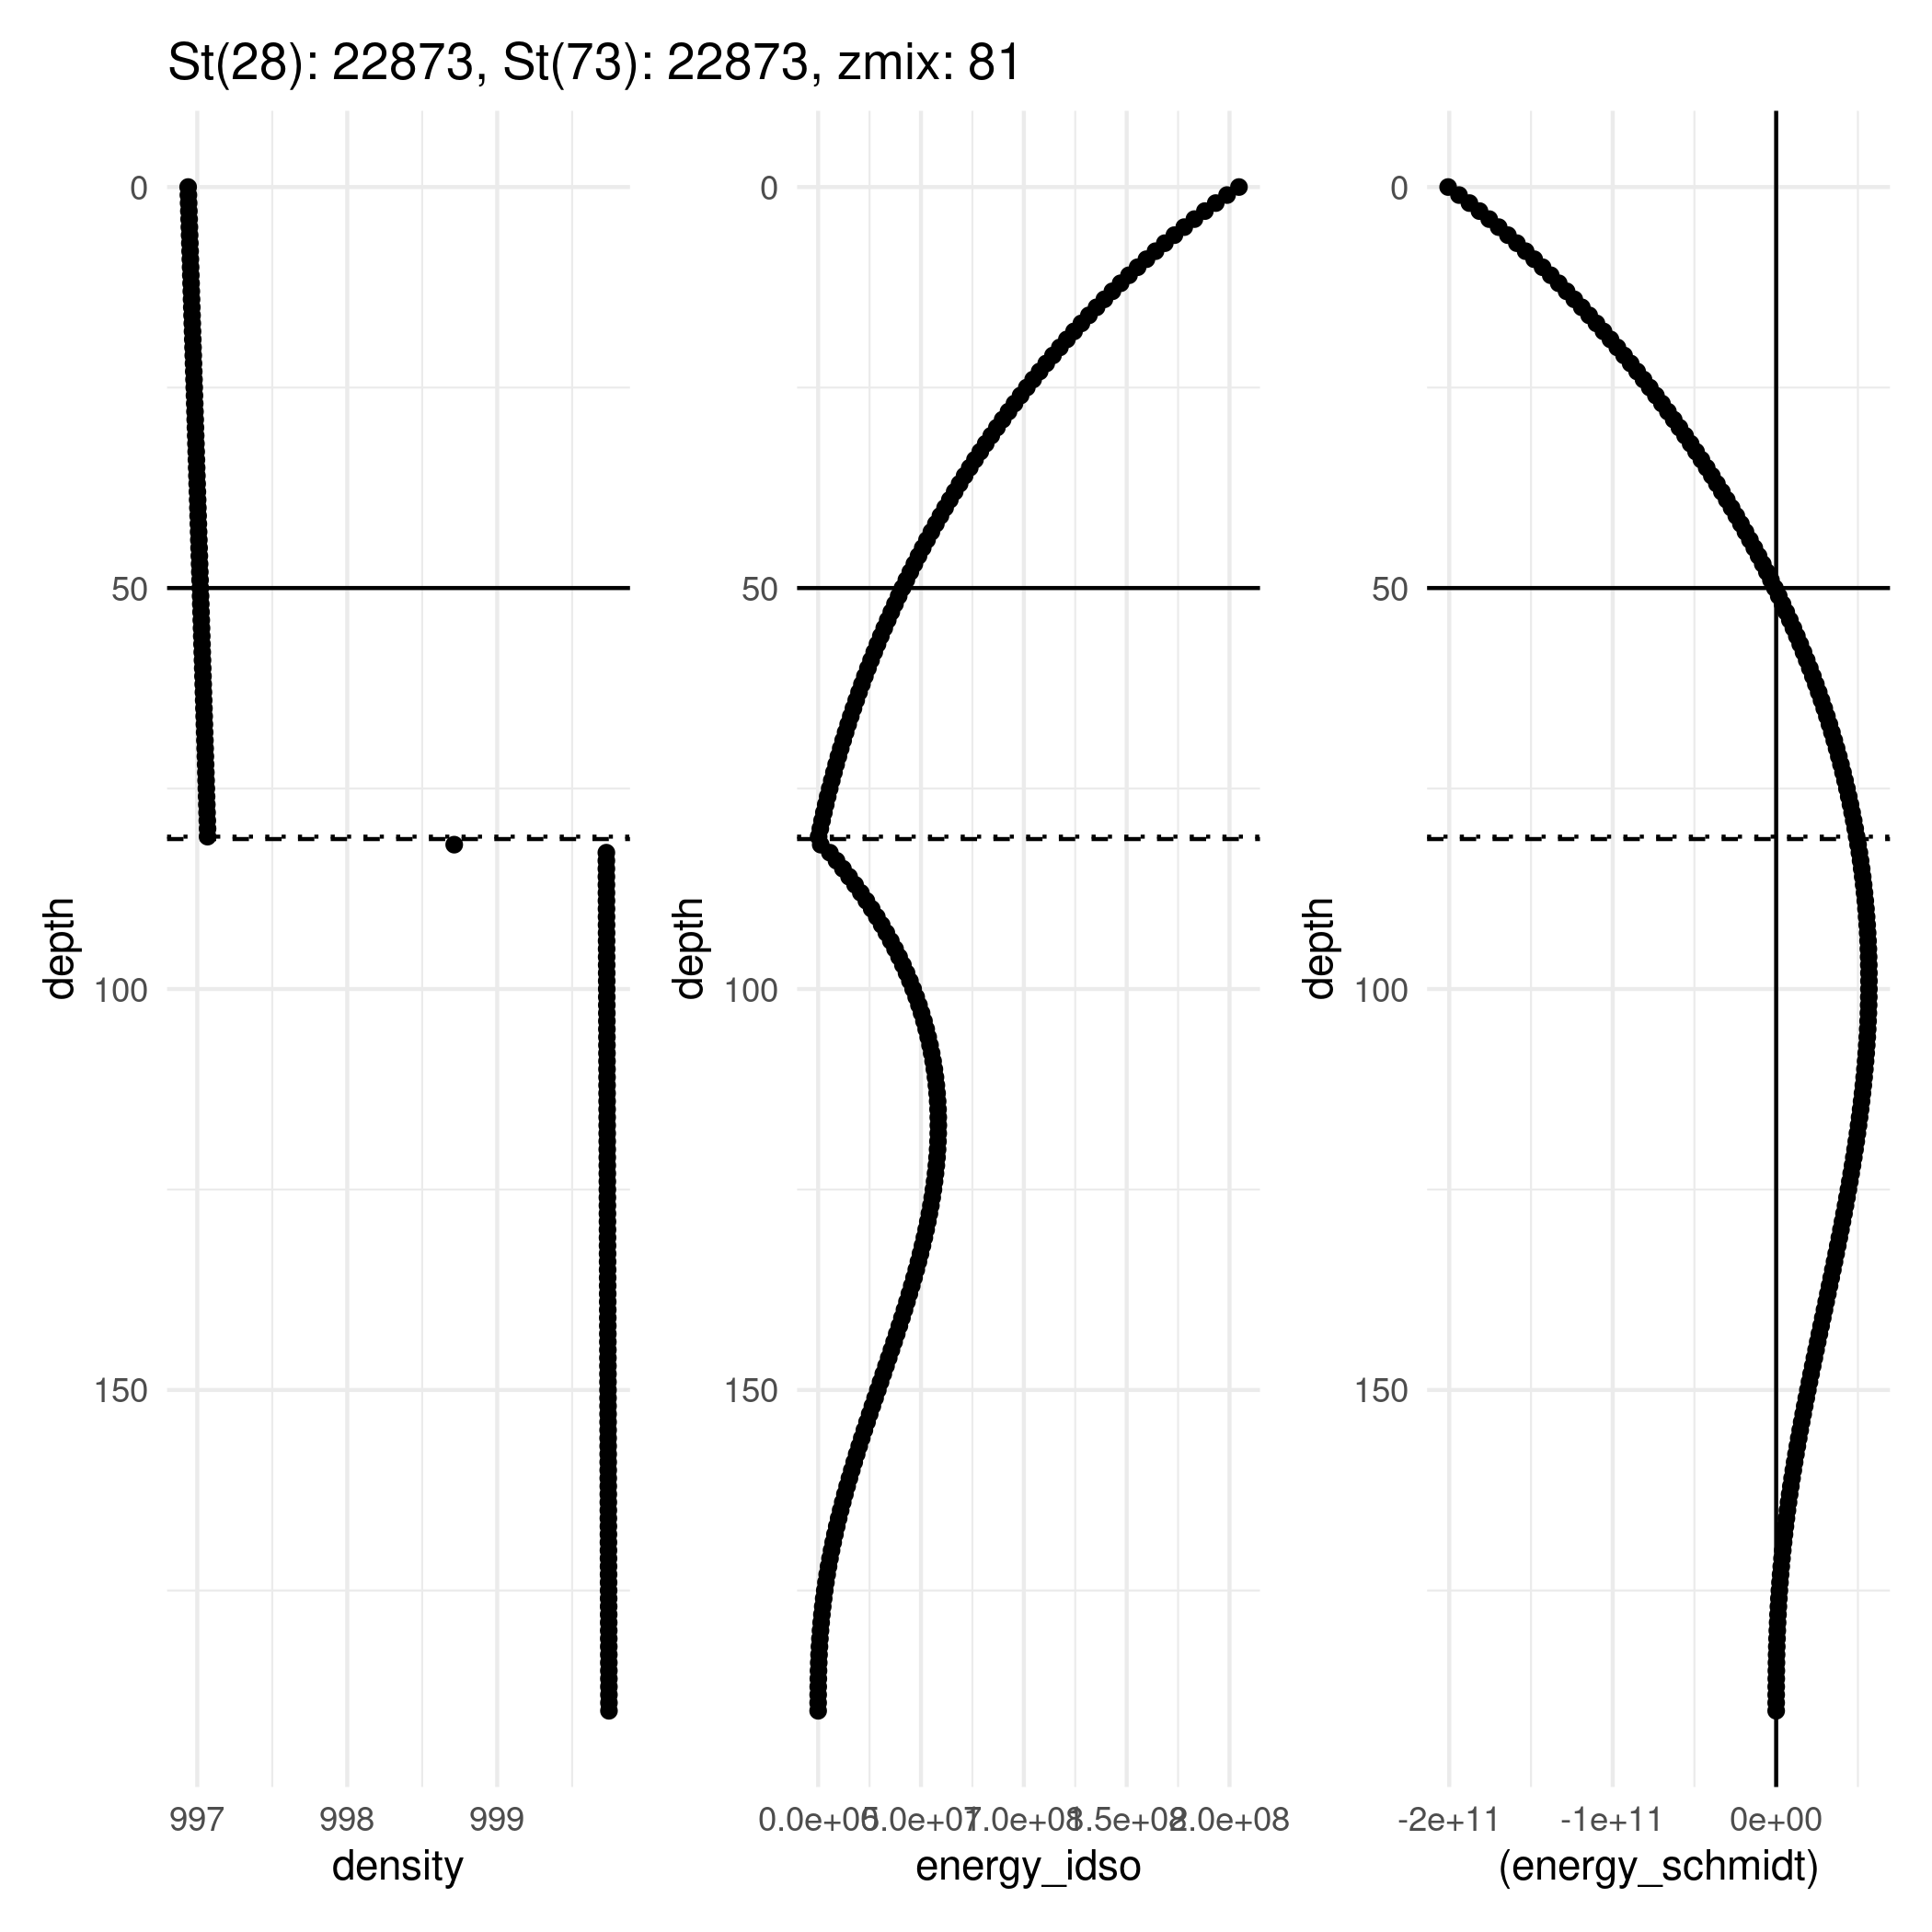 St(28): 22873, St(73): 22873, zmix: 81
0
50
100
150
depth
997 998 999
density
0
50
100
150
depth
0.0e+00 5.0e+07 1.0e+08 1.5e+08 2.0e+08
energy_idso
0
50
100
150
depth
-2e+11 -1e+11 0e+00
(energy_schmidt)